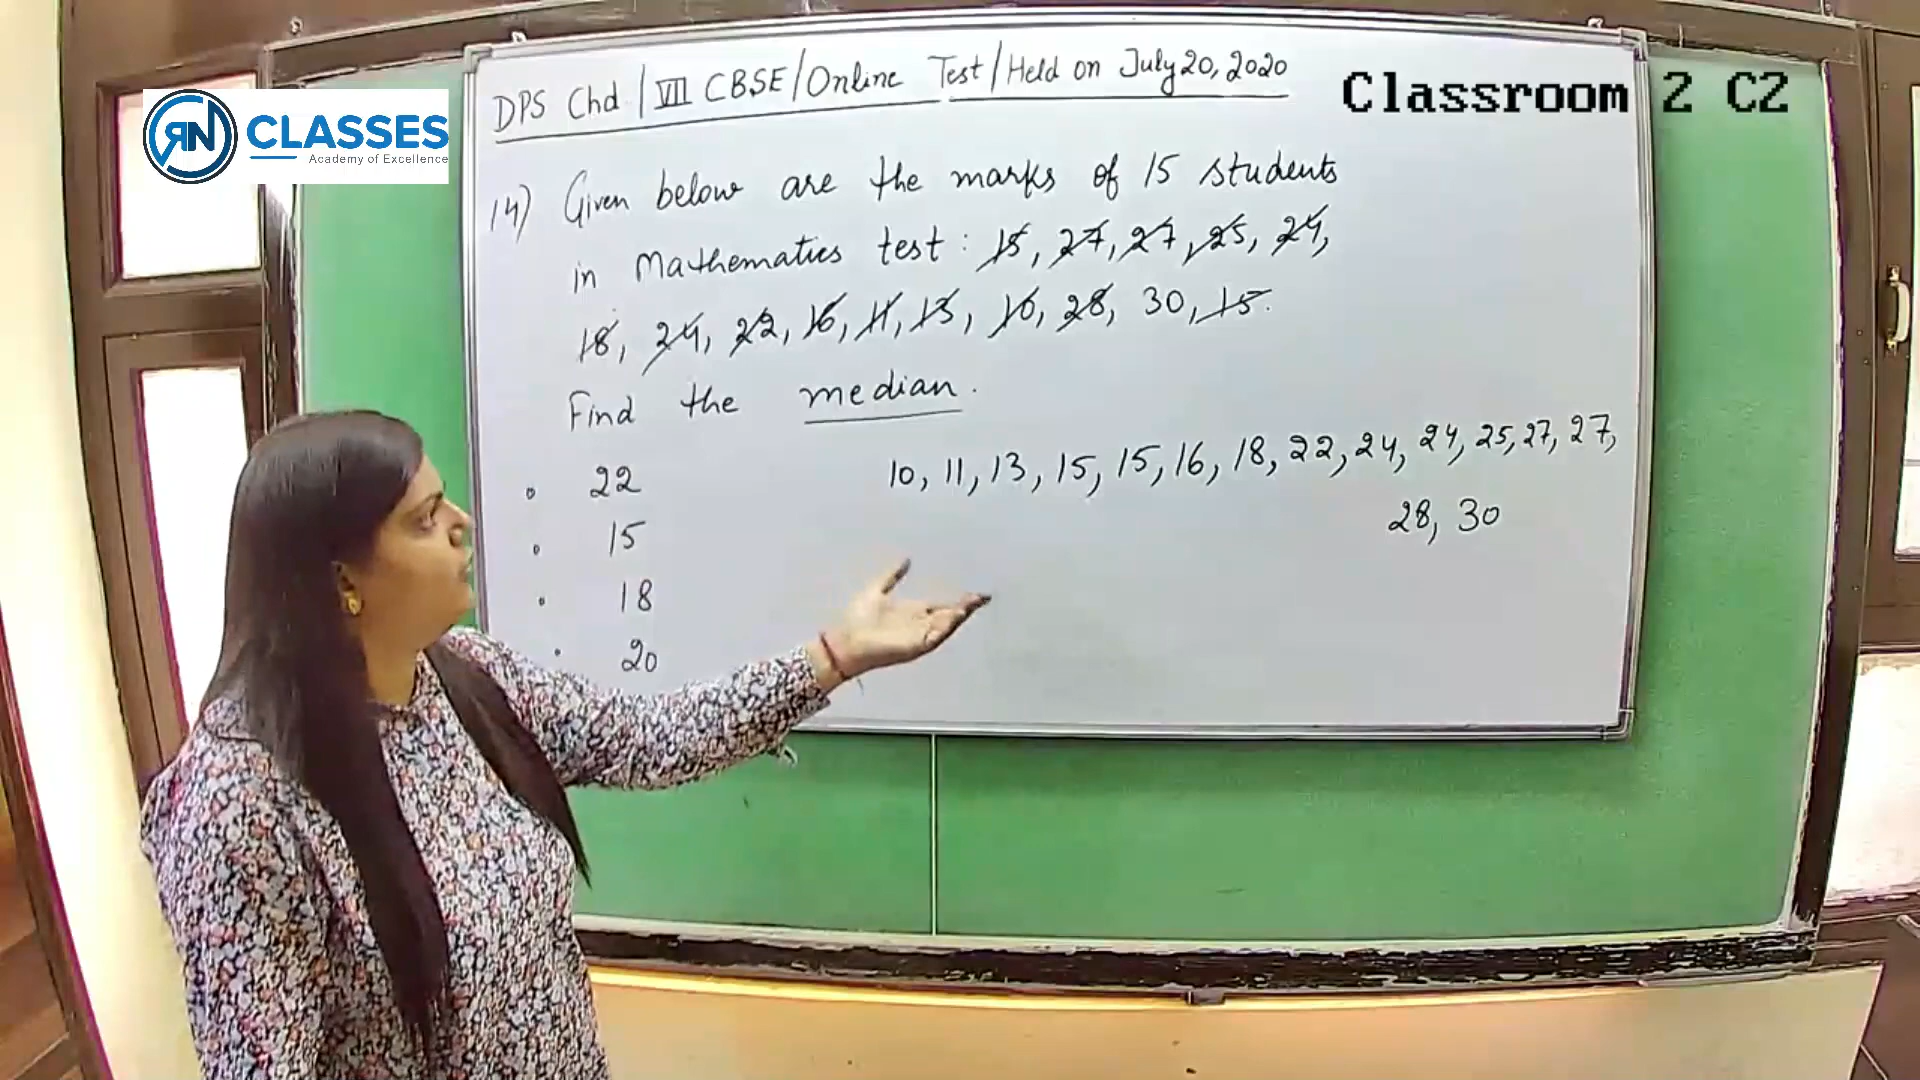 DPS Chd / VII CBSE/Online Test/Held on July 20, 2020
Classroom 2 C2
RN CLASSES
Academy of Excellence
14) Given below are the marks of 15 students
in Mathematics test : 15, 27, 27, 25, 24,
18, 24, 22, 16, 11, 13, 10, 28, 30, 15.
Find the median.
10, 11, 13, 15, 15, 16, 18, 22, 24, 24, 25, 27, 27,
28, 30
• 22
• 15
• 18
• 20